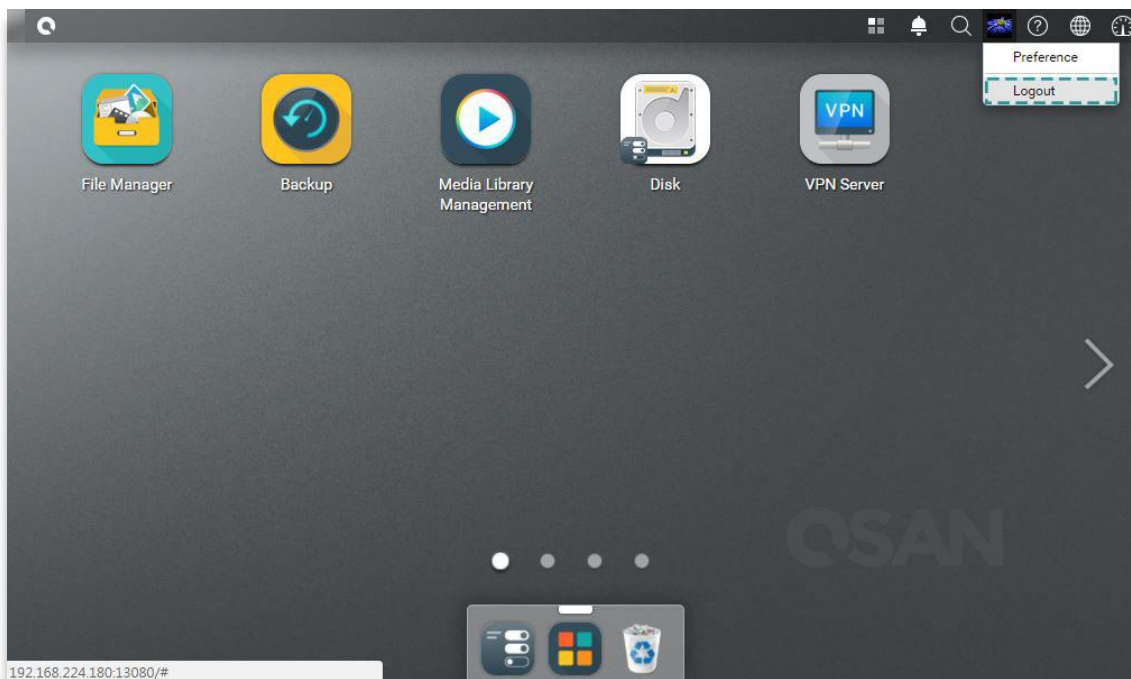 Preference
Logout
VPN
File Manager
Backup
Media Library
Management
Disk
VPN Server
QSAN
192.168.224.180:13080/#